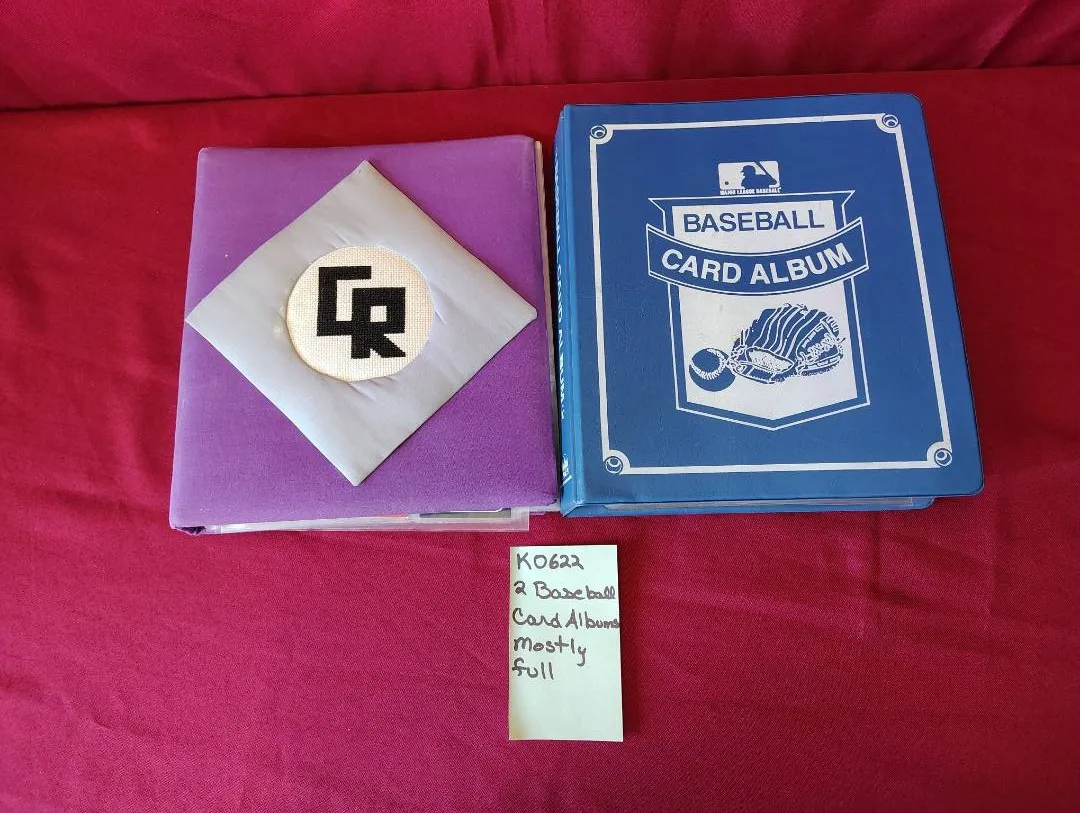 CR
MAJOR LEAGUE BASEBALL
BASEBALL
CARD ALBUM
K0622
2 Baseball
Card Albums
Mostly
full